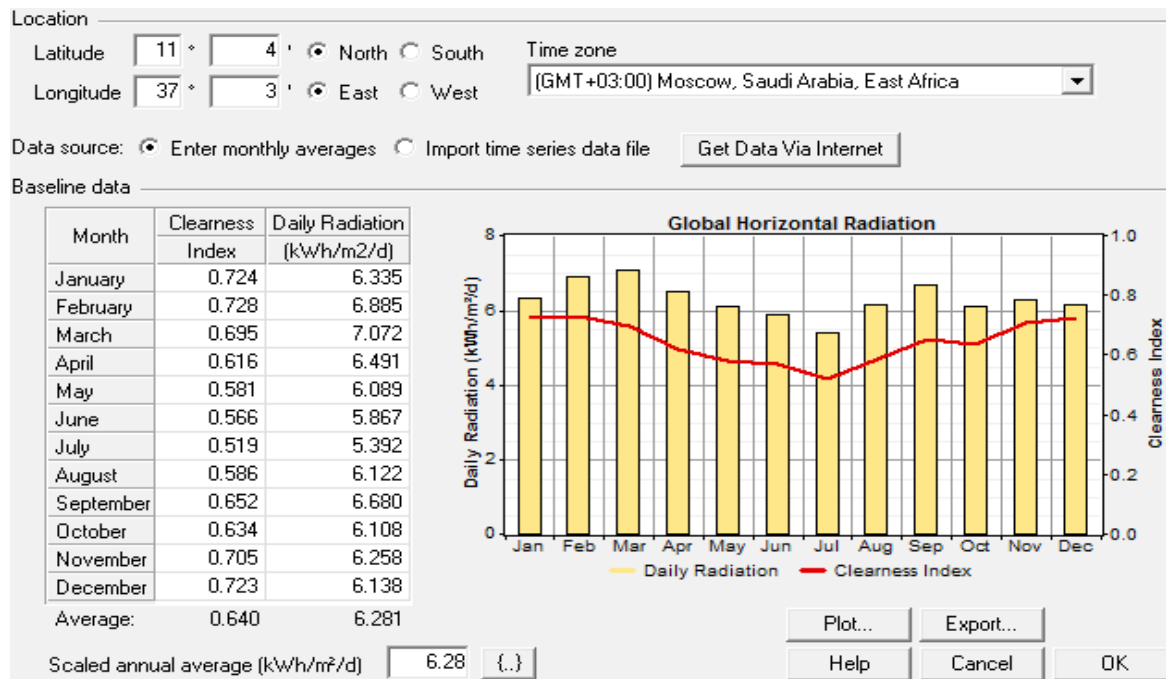 Location
Latitude 11 ° 4 ' North South Time zone
Longitude 37 ° 3 ' East West (GMT+03:00) Moscow, Saudi Arabia, East Africa
Data source: Enter monthly averages Import time series data file Get Data Via Internet
Baseline data
Month Clearness Index Daily Radiation (kWh/m2/d)
January 0.724 6.335
February 0.728 6.885
March 0.695 7.072
April 0.616 6.491
May 0.581 6.089
June 0.566 5.867
July 0.519 5.392
August 0.586 6.122
September 0.652 6.680
October 0.634 6.108
November 0.705 6.258
December 0.723 6.138
Average: 0.640 6.281
Scaled annual average (kWh/m²/d) 6.28 {..}
Global Horizontal Radiation
Daily Radiation (kWh/m²/d)
8
6
4
2
0
1.0
0.8
0.6
0.4
0.2
0.0
Clearness Index
Jan Feb Mar Apr May Jun Jul Aug Sep Oct Nov Dec
Daily Radiation Clearness Index
Plot... Export...
Help Cancel OK